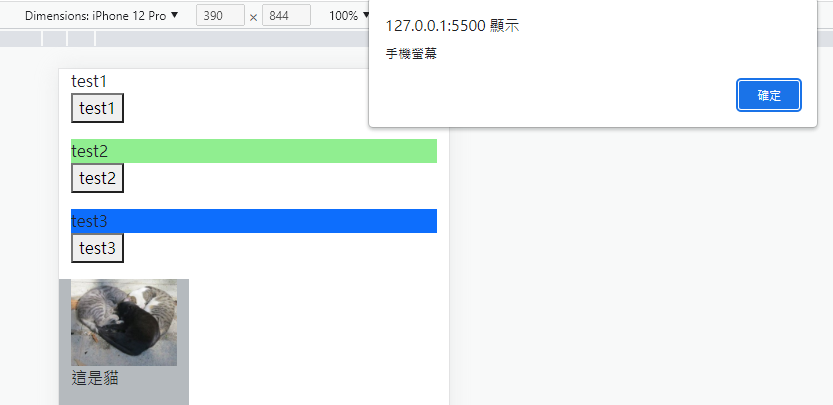 Dimensions: iPhone 12 Pro ▼ 390 × 844 100% ▼
127.0.0.1:5500 顯示
手機螢幕
確定
test1
test1
test2
test2
test3
test3
這是貓